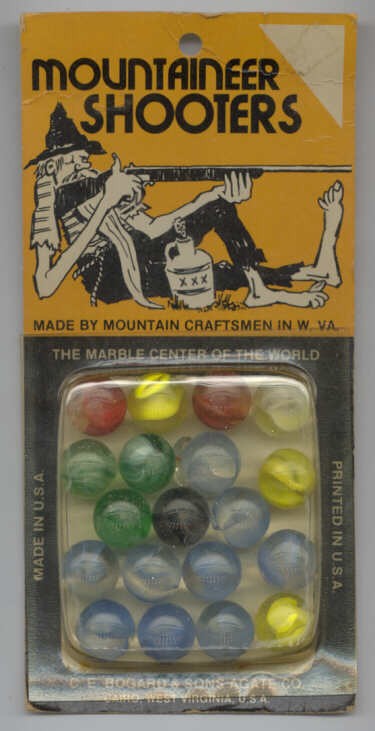 MOUNTAINEER
SHOOTERS
XXX
MADE BY MOUNTAIN CRAFTSMEN IN W. VA.
THE MARBLE CENTER OF THE WORLD
MADE IN U.S.A.
PRINTED IN U.S.A.
C. E. BOGARD & SONS AGATE CO.
CAIRO, WEST VIRGINIA, U.S.A.